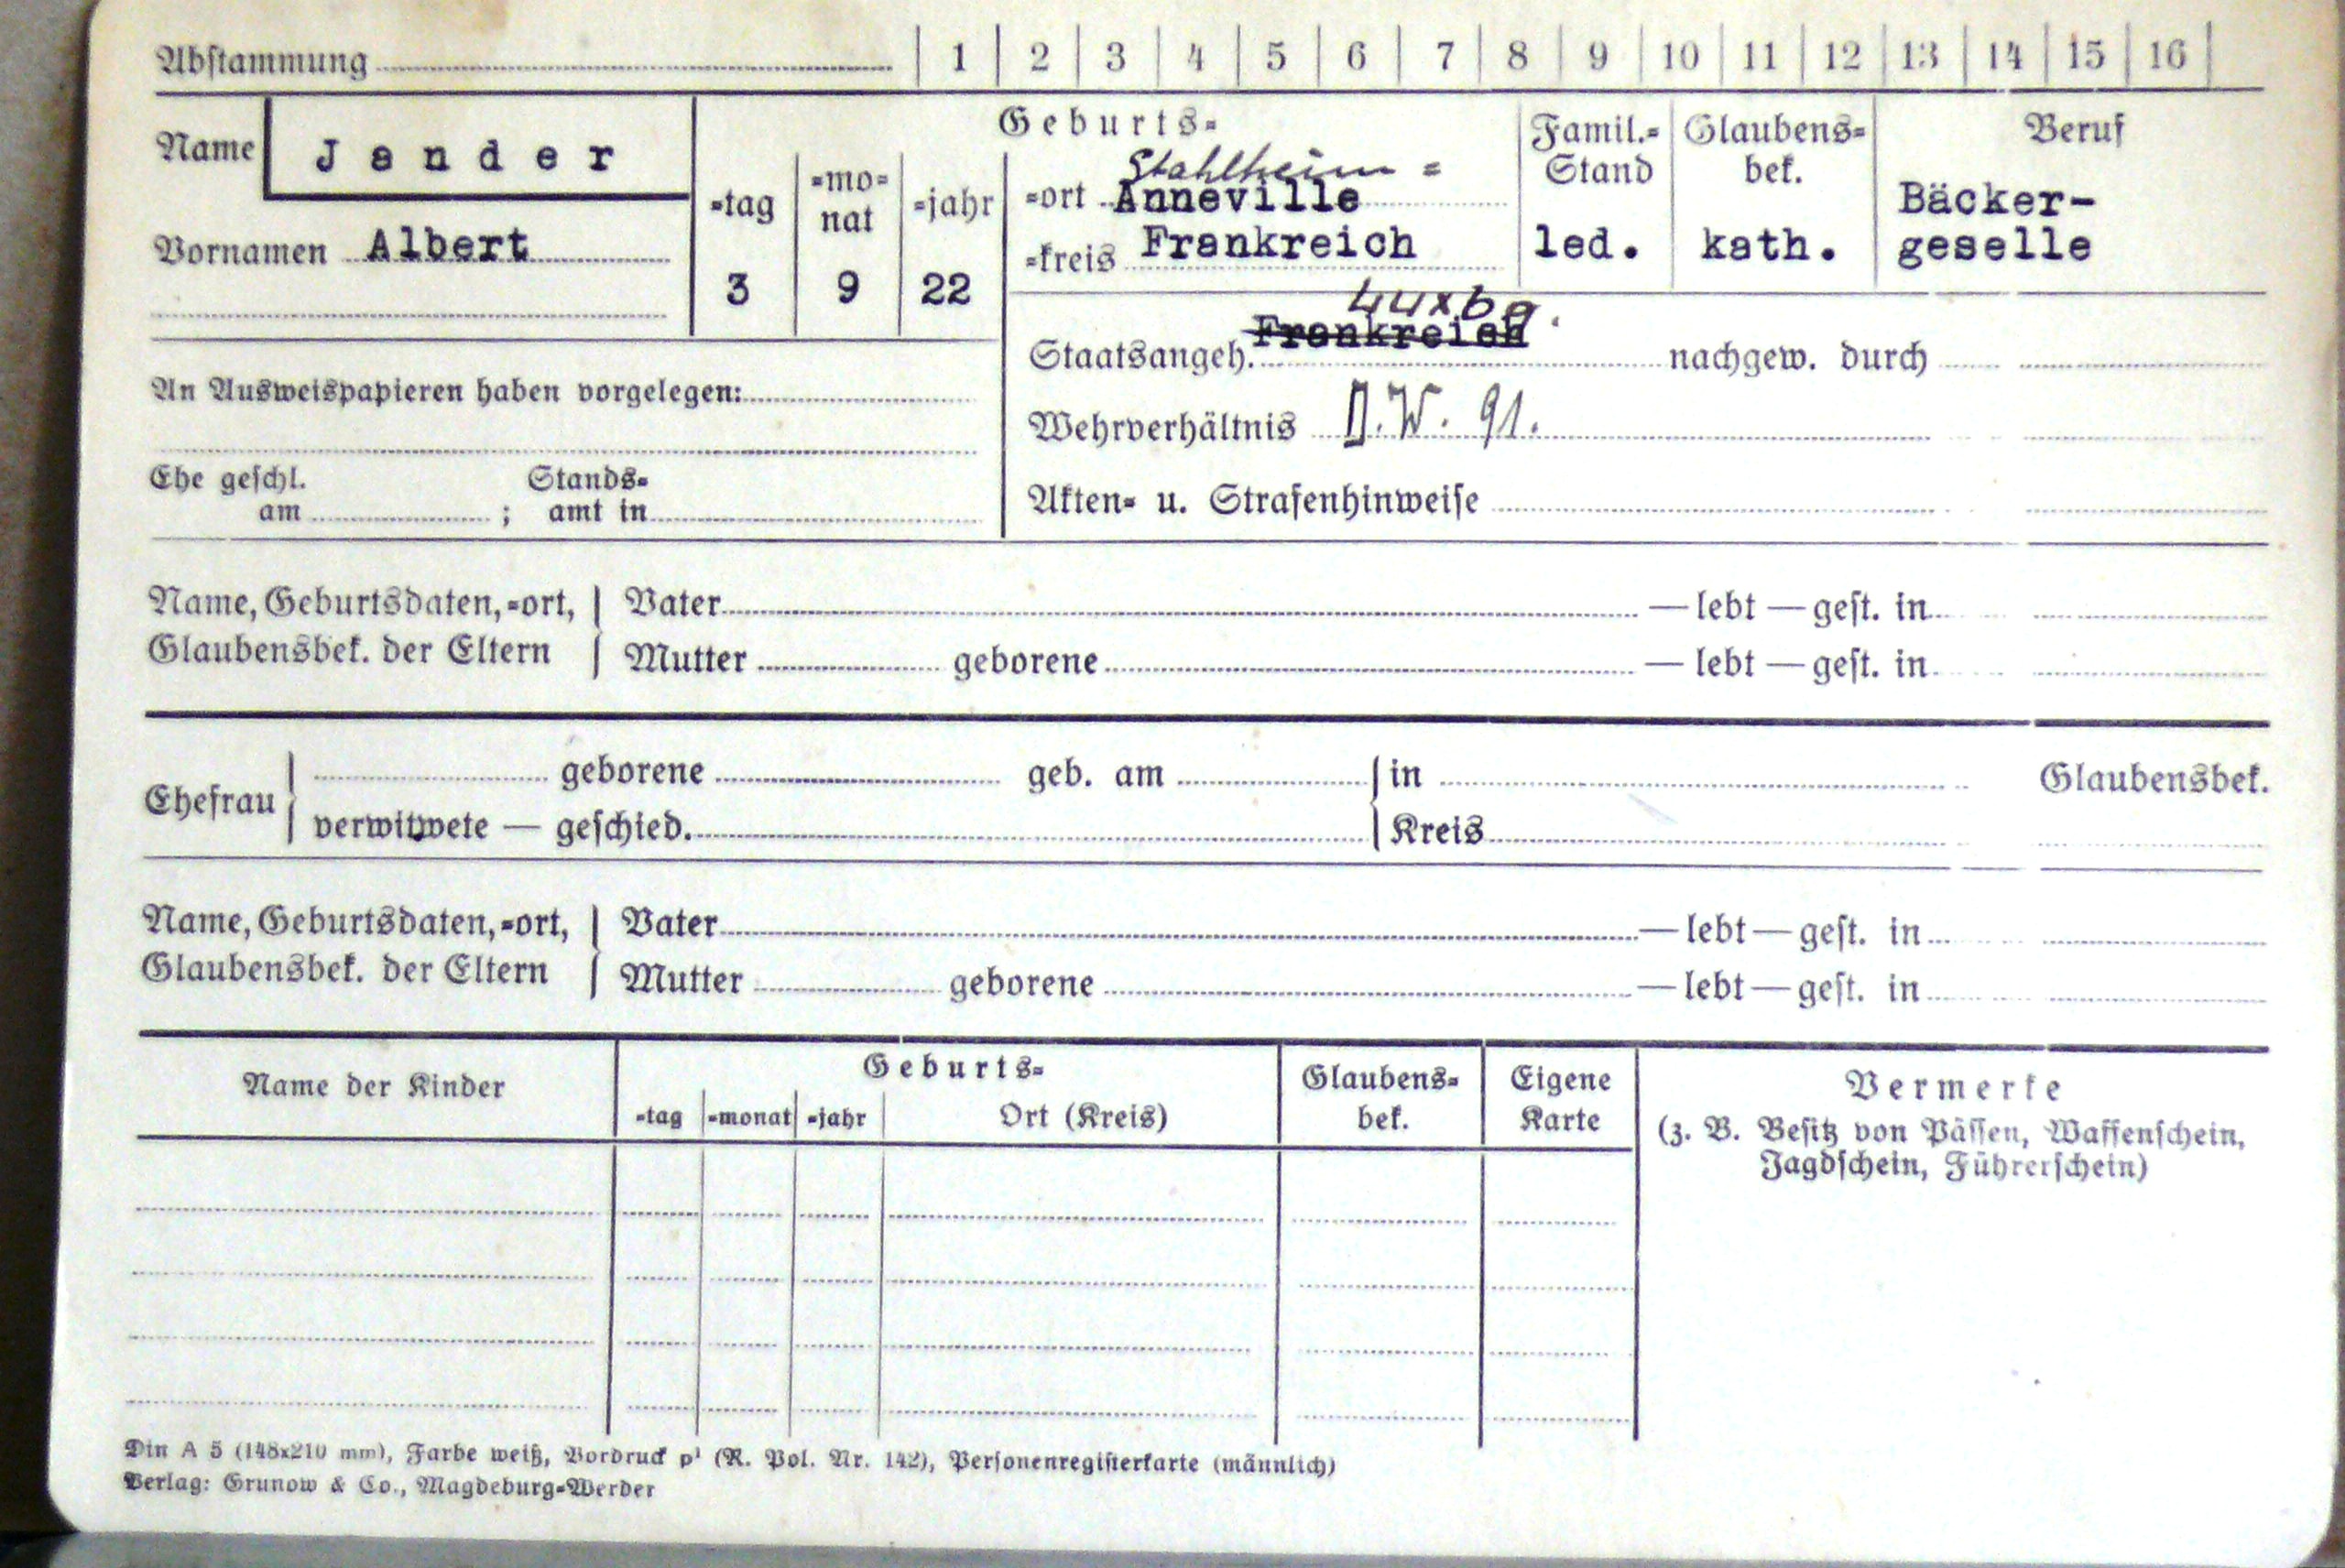 Abstammung 1 2 3 4 5 6 7 8 9 10 11 12 13 14 15 16
Name Jander
Vornamen Albert
Geburts-
-tag -mo-nat -jahr
3 9 22
Stahlheim -
-ort Anneville
-kreis Frankreich
Famil.-Stand
led.
Glaubens-bek.
kath.
Beruf
Bäcker-
geselle
An Ausweispapieren haben vorgelegen:
Ehe geschl. am ; Stands-amt in
Luxbg.
Staatsangeh. Frankreich nachgew. durch
Wehrverhältnis D. W. 91.
Akten- u. Strafenhinweise
Name, Geburtsdaten, -ort, Vater — lebt — gest. in
Glaubensbek. der Eltern Mutter geborene — lebt — gest. in
Ehefrau geborene geb. am in Glaubensbek.
verwitwete — geschied. Kreis
Name, Geburtsdaten, -ort, Vater — lebt — gest. in
Glaubensbek. der Eltern Mutter geborene — lebt — gest. in
Name der Kinder
Geburts-
-tag -monat -jahr Ort (Kreis)
Glaubens-
bek.
Eigene
Karte
Vermerke
(z. B. Besitz von Pässen, Waffenschein,
Jagdschein, Führerschein)
Din A 5 (148x210 mm), Farbe weiß, Vordruck p¹ (R. Pol. Nr. 142), Personenregisterkarte (männlich)
Verlag: Grunow & Co., Magdeburg-Werder